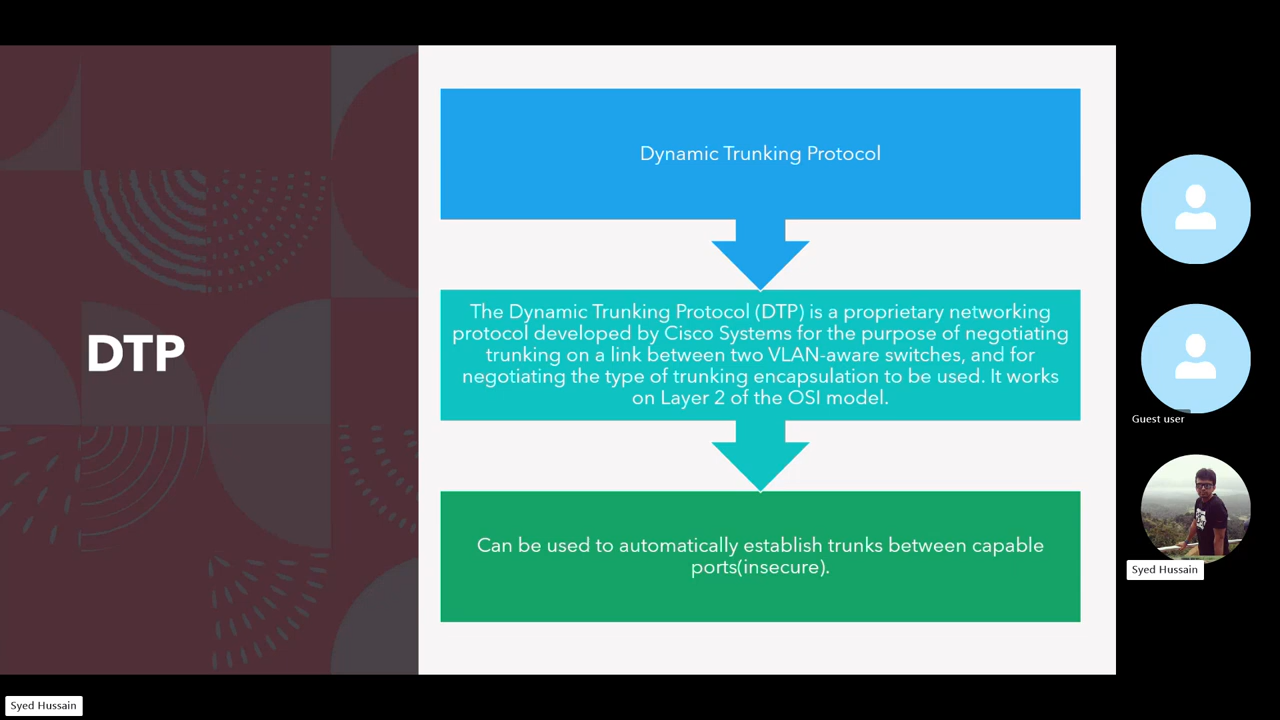 DTP
Dynamic Trunking Protocol
The Dynamic Trunking Protocol (DTP) is a proprietary networking
protocol developed by Cisco Systems for the purpose of negotiating
trunking on a link between two VLAN-aware switches, and for
negotiating the type of trunking encapsulation to be used. It works
on Layer 2 of the OSI model.
Can be used to automatically establish trunks between capable
ports(insecure).
Guest user
Syed Hussain
Syed Hussain